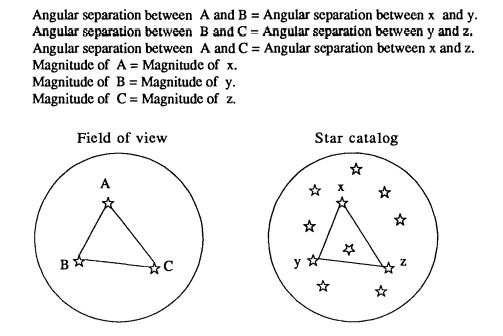 Angular separation between A and B = Angular separation between x and y.
Angular separation between B and C = Angular separation between y and z.
Angular separation between A and C = Angular separation between x and z.
Magnitude of A = Magnitude of x.
Magnitude of B = Magnitude of y.
Magnitude of C = Magnitude of z.
Field of view
Star catalog
A
x
B
C
y
z